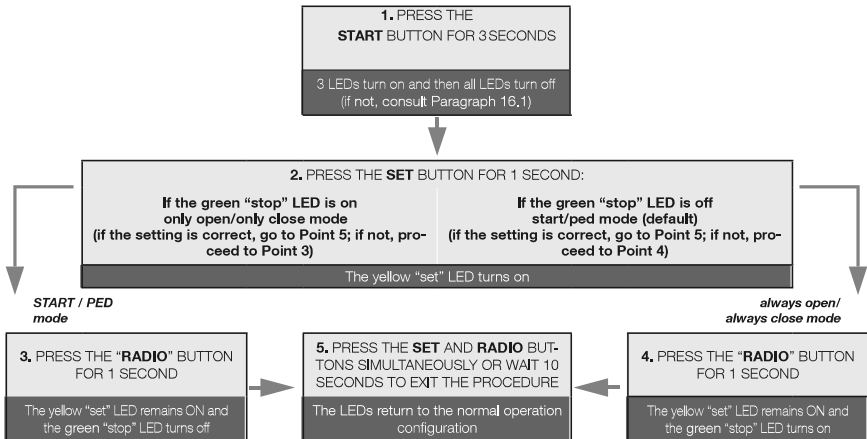 1. PRESS THE
START BUTTON FOR 3 SECONDS
3 LEDs turn on and then all LEDs turn off
(if not, consult Paragraph 16.1)
2. PRESS THE SET BUTTON FOR 1 SECOND:
If the green “stop” LED is on
only open/only close mode
(if the setting is correct, go to Point 5; if not, pro-
ceed to Point 3)
If the green “stop” LED is off
start/ped mode (default)
(if the setting is correct, go to Point 5; if not, pro-
ceed to Point 4)
The yellow “set” LED turns on
START / PED
mode
always open/
always close mode
3. PRESS THE “RADIO” BUTTON
FOR 1 SECOND
The yellow “set” LED remains ON and
the green “stop” LED turns off
5. PRESS THE SET AND RADIO BUT-
TONS SIMULTANEOUSLY OR WAIT 10
SECONDS TO EXIT THE PROCEDURE
The LEDs return to the normal operation
configuration
4. PRESS THE “RADIO” BUTTON
FOR 1 SECOND
The yellow “set” LED remains ON and
the green “stop” LED turns on